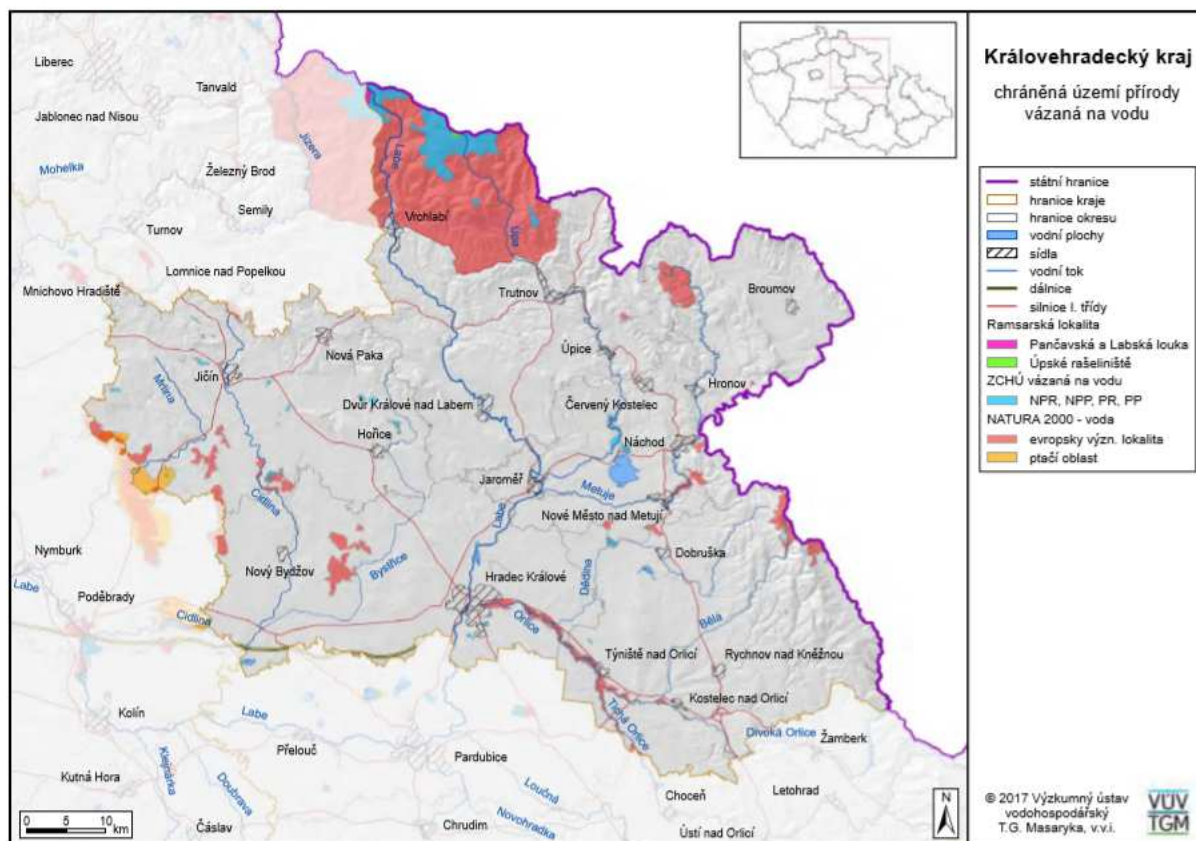 Královehradecký kraj
chráněná území přírody
vázaná na vodu
státní hranice
hranice kraje
hranice okresu
vodní plochy
sídla
vodní tok
dálnice
silnice I. třídy
Ramsarská lokalita
Pančavská a Labská louka
Úpské rašeliniště
ZCHÚ vázaná na vodu
NPR, NPP, PR, PP
NATURA 2000 - voda
evropsky význ. lokalita
ptačí oblast
© 2017 Výzkumný ústav
vodohospodářský
T.G. Masaryka, v.v.i.
VÚV
TGM
Liberec
Tanvald
Jablonec nad Nisou
Jizera
Labe
Mohelka
Železný Brod
Semily
Vrchlabí
Úpa
Turnov
Lomnice nad Popelkou
Mnichovo Hradiště
Trutnov
Broumov
Nová Paka
Úpice
Jičín
Mrlina
Hronov
Dvůr Králové nad Labem
Červený Kostelec
Hořice
Náchod
Jaroměř
Metuje
Cidlina
Labe
Nové Město nad Metují
Nymburk
Nový Bydžov
Bystřice
Dobruška
Dědina
Labe
Poděbrady
Hradec Králové
Cidlina
Orlice
Bělá
Týniště nad Orlicí
Rychnov nad Kněžnou
Kostelec nad Orlicí
Tichá Orlice
Kolín
Labe
Divoká Orlice
Žamberk
Přelouč
Pardubice
Kutná Hora
Klejnárka
Doubrava
Loučná
Choceň
Letohrad
Novohradka
Čáslav
Chrudim
Ústí nad Orlicí
0 5 10
km
N